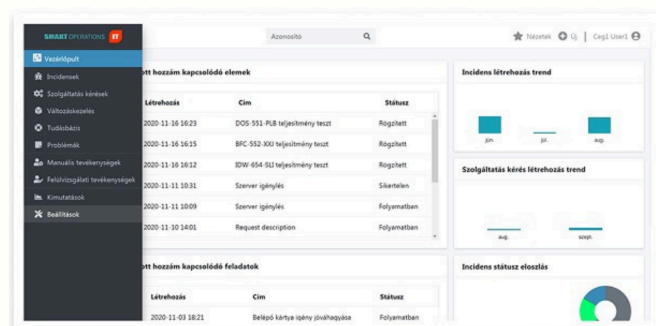 SMART OPERATIONS IT
Azonosító
Nézetek Új | Ceg1 User1
Vezérlőpult
Incidensek
Szolgáltatás kérések
Változáskezelés
Tudásbázis
Problémák
Manuális tevékenységek
Felülvizsgálati tevékenységek
Kimutatások
Beállítások
ott hozzám kapcsolódó elemek
Létrehozás Cím Státusz
2020-11-16 16:23 DOS-551-PLB teljesítmény teszt Rögzített
2020-11-16 16:15 BFC-552-XXJ teljesítmény teszt Rögzített
2020-11-16 16:12 IDW-654-SLI teljesítmény teszt Rögzített
2020-11-11 10:31 Szerver igénylés Sikertelen
2020-11-11 10:09 Szerver igénylés Folyamatban
2020-11-10 14:01 Request description Folyamatban
ott hozzám kapcsolódó feladatok
Létrehozás Cím Státusz
2020-11-03 18:21 Belépő kártya igény jóváhagyása Folyamatban
Incidens létrehozás trend
jún. júl. aug.
Szolgáltatás kérés létrehozás trend
aug. szept.
Incidens státusz eloszlás